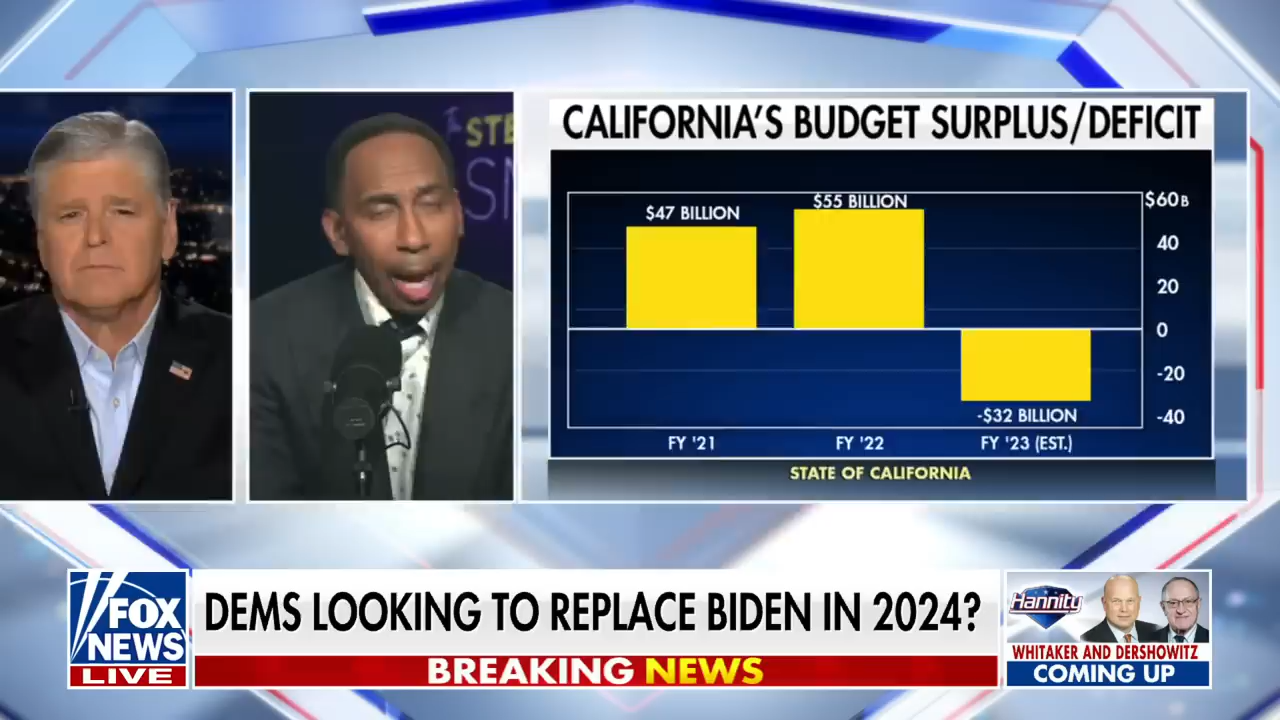 STE
SM
CALIFORNIA'S BUDGET SURPLUS/DEFICIT
$47 BILLION
$55 BILLION
-$32 BILLION
$60B
40
20
0
-20
-40
FY '21
FY '22
FY '23 (EST.)
STATE OF CALIFORNIA
FOX
NEWS
LIVE
DEMS LOOKING TO REPLACE BIDEN IN 2024?
BREAKING NEWS
Hannity
WHITAKER AND DERSHOWITZ
COMING UP